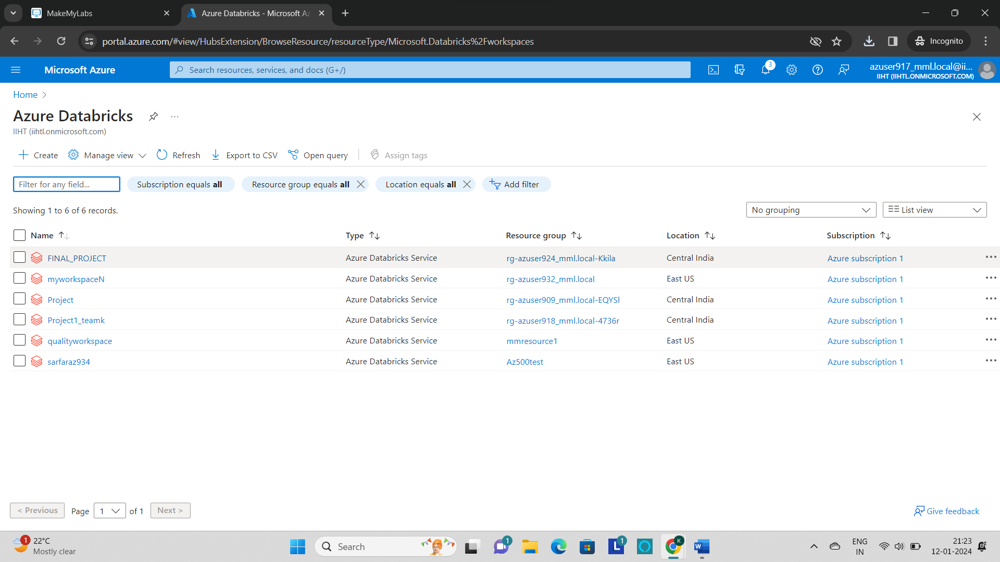 MakeMyLabs
Azure Databricks - Microsoft Az
portal.azure.com/#view/HubsExtension/BrowseResource/resourceType/Microsoft.Databricks%2Fworkspaces
Incognito
Microsoft Azure
Search resources, services, and docs (G+/)
3
azuser917_mml.local@ii...
IIHT (IIHTL.ONMICROSOFT.COM)
Home
Azure Databricks
...
IIHT (iihtl.onmicrosoft.com)
Create
Manage view
Refresh
Export to CSV
Open query
Assign tags
Filter for any field...
Subscription equals all
Resource group equals all
Location equals all
Add filter
Showing 1 to 6 of 6 records.
No grouping
List view
Name Type Resource group Location Subscription
FINAL_PROJECT Azure Databricks Service rg-azuser924_mml.local-Kkila Central India Azure subscription 1
myworkspaceN Azure Databricks Service rg-azuser932_mml.local East US Azure subscription 1
Project Azure Databricks Service rg-azuser909_mml.local-EQYSl Central India Azure subscription 1
Project1_teamk Azure Databricks Service rg-azuser918_mml.local-4736r Central India Azure subscription 1
qualityworkspace Azure Databricks Service mmresource1 East US Azure subscription 1
sarfaraz934 Azure Databricks Service Az500test East US Azure subscription 1
< Previous
Page 1 of 1
Next >
Give feedback
1
22°C
Mostly clear
Search
1
L
1
K
W
ENG
IN
21:23
12-01-2024